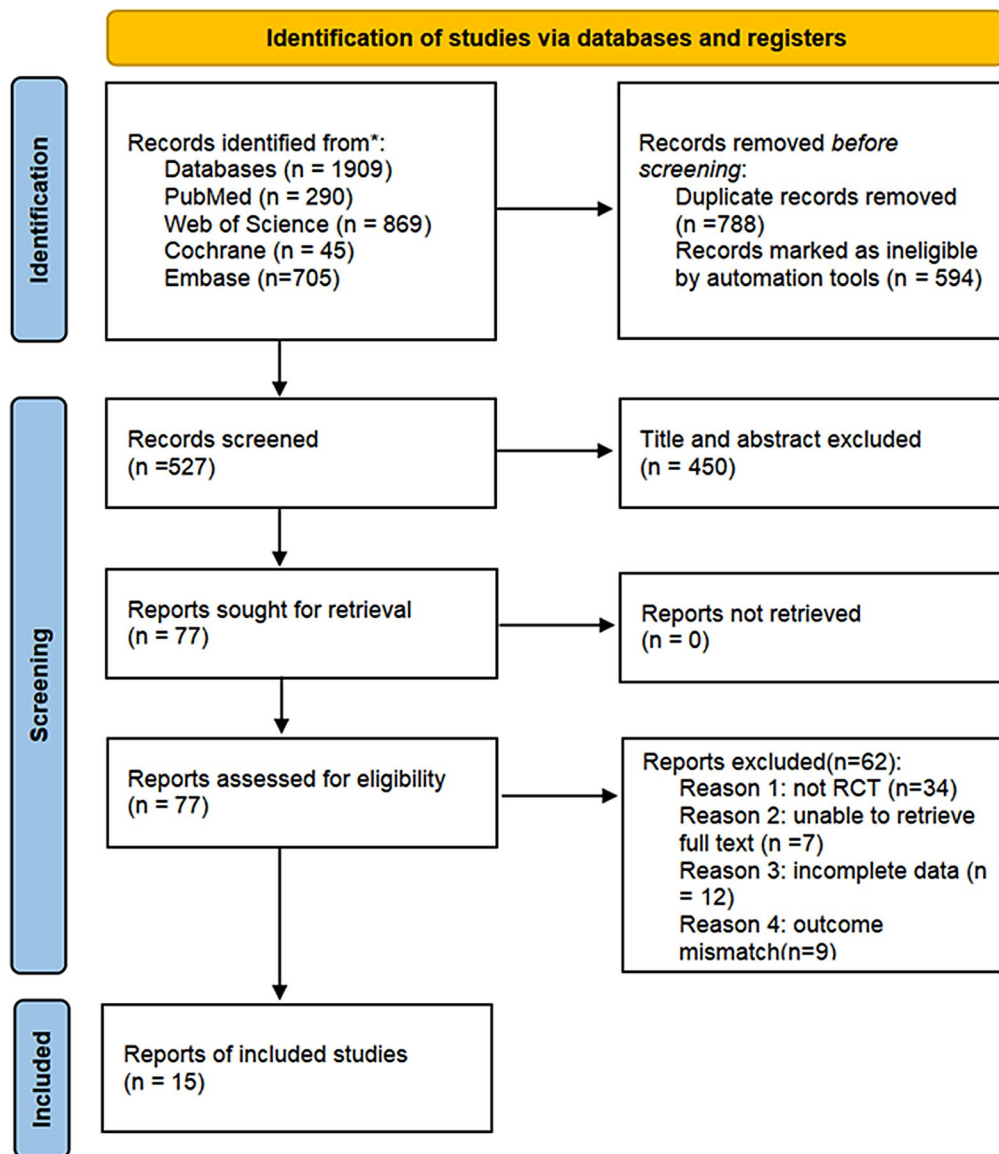 Identification of studies via databases and registers
Identification
Records identified from*:
Databases (n = 1909)
PubMed (n = 290)
Web of Science (n = 869)
Cochrane (n = 45)
Embase (n=705)
Records removed before
screening:
Duplicate records removed
(n =788)
Records marked as ineligible
by automation tools (n = 594)
Screening
Records screened
(n =527)
Title and abstract excluded
(n = 450)
Reports sought for retrieval
(n = 77)
Reports not retrieved
(n = 0)
Reports assessed for eligibility
(n = 77)
Reports excluded(n=62):
Reason 1: not RCT (n=34)
Reason 2: unable to retrieve
full text (n =7)
Reason 3: incomplete data (n
= 12)
Reason 4: outcome
mismatch(n=9)
Included
Reports of included studies
(n = 15)